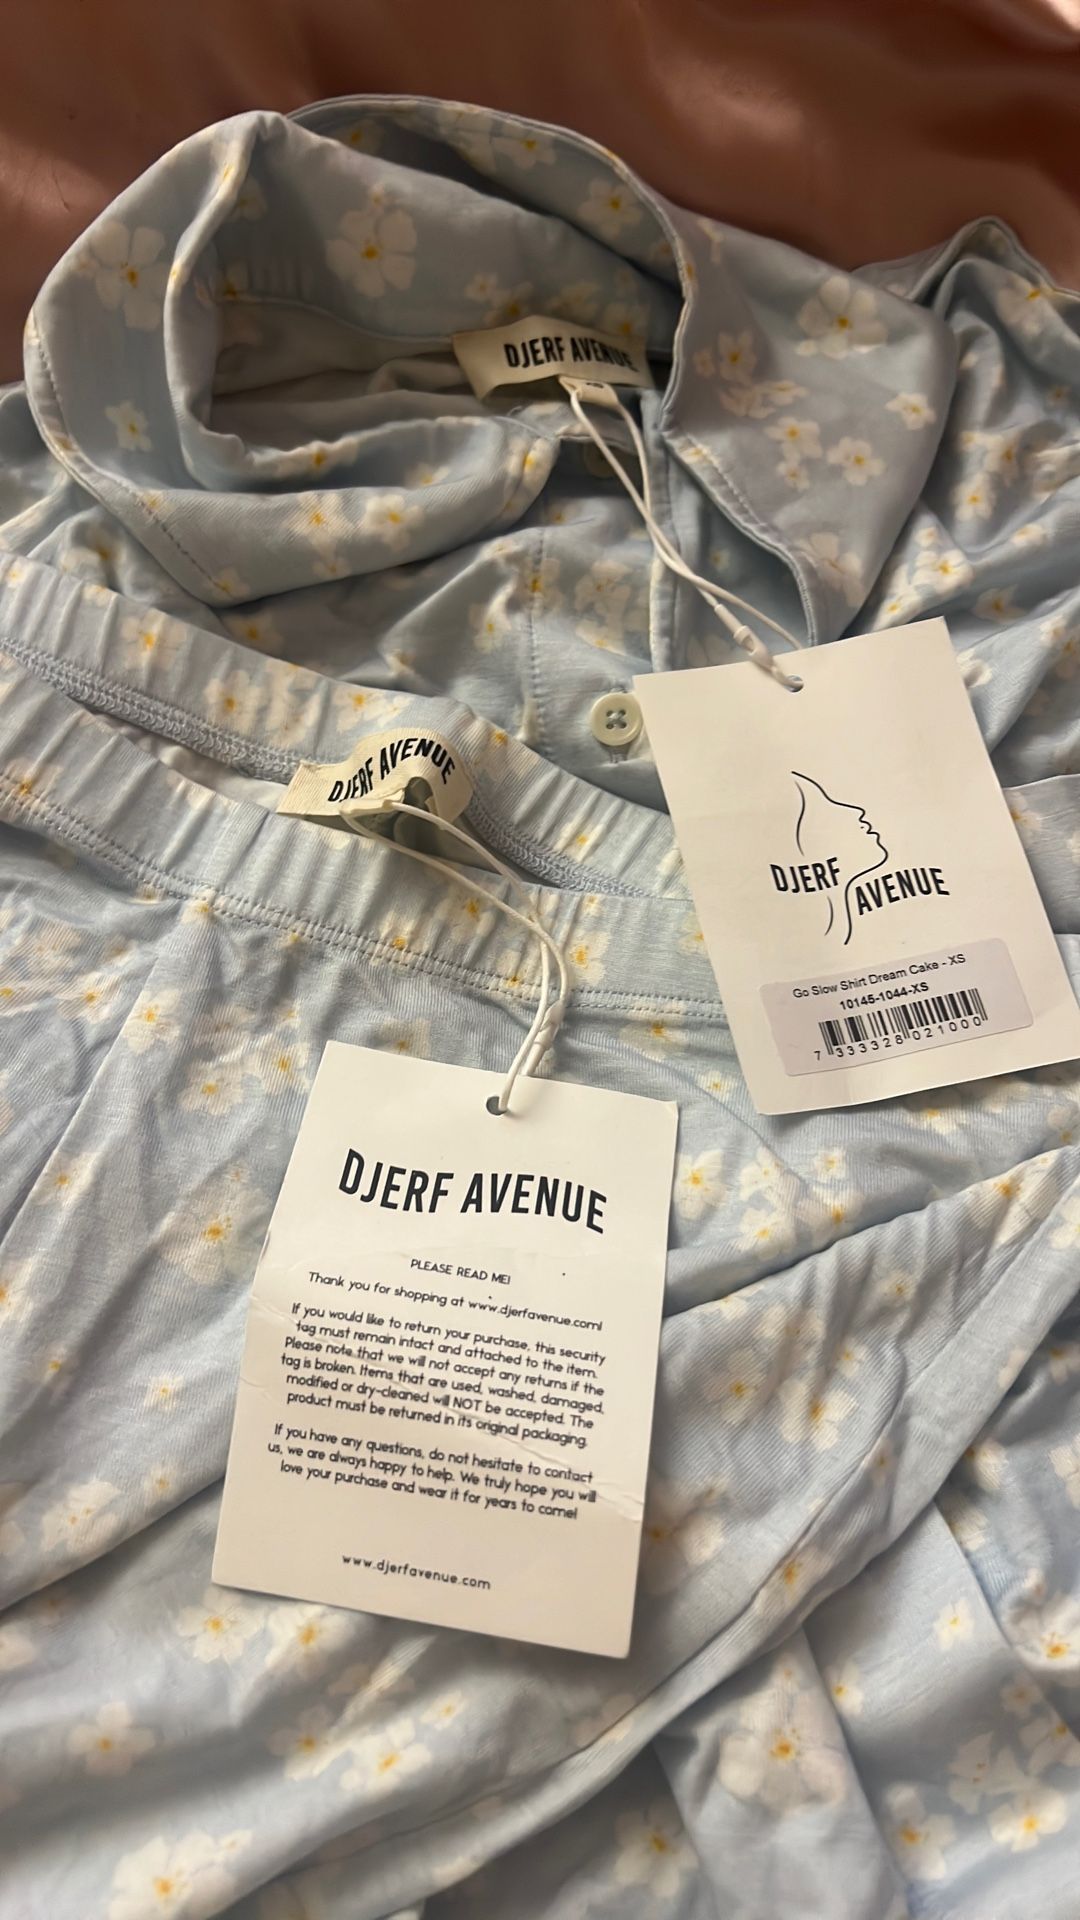 DJERF AVENUE
DJERF AVENUE
DJERF AVENUE
Go Slow Shirt Dream Cake - XS
10145-1044-XS
7 333328 021000
DJERF AVENUE
PLEASE READ ME!
Thank you for shopping at www.djerfavenue.com!
If you would like to return your purchase, this security
tag must remain intact and attached to the item.
Please note that we will not accept any returns if the
tag is broken. Items that are used, washed, damaged,
modified or dry-cleaned will NOT be accepted. The
product must be returned in its original packaging.
If you have any questions, do not hesitate to contact
us, we are always happy to help. We truly hope you will
love your purchase and wear it for years to come!
www.djerfavenue.com